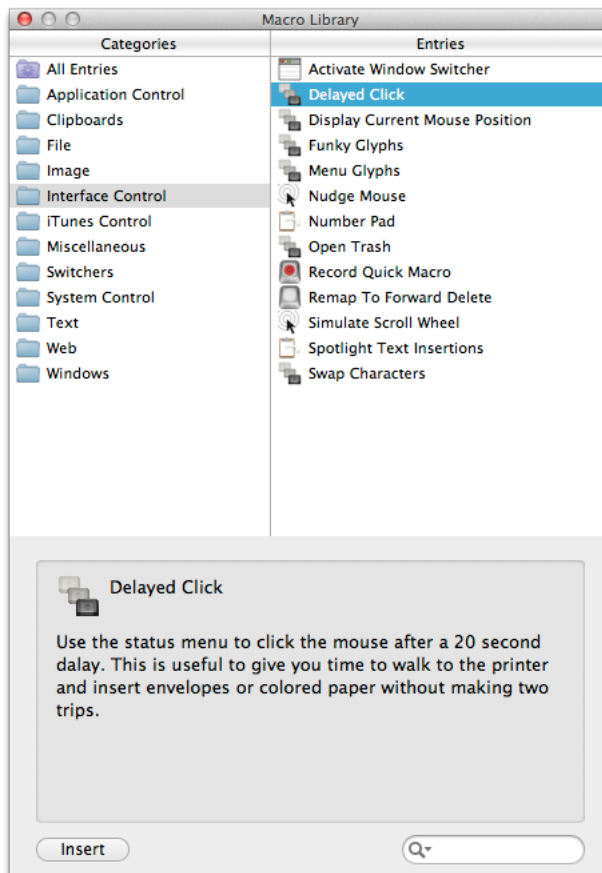 Macro Library
Categories
Entries
All Entries
Application Control
Clipboards
File
Image
Interface Control
iTunes Control
Miscellaneous
Switchers
System Control
Text
Web
Windows
Activate Window Switcher
Delayed Click
Display Current Mouse Position
Funky Glyphs
Menu Glyphs
Nudge Mouse
Number Pad
Open Trash
Record Quick Macro
Remap To Forward Delete
Simulate Scroll Wheel
Spotlight Text Insertions
Swap Characters
Delayed Click
Use the status menu to click the mouse after a 20 second
dalay. This is useful to give you time to walk to the printer
and insert envelopes or colored paper without making two
trips.
Insert